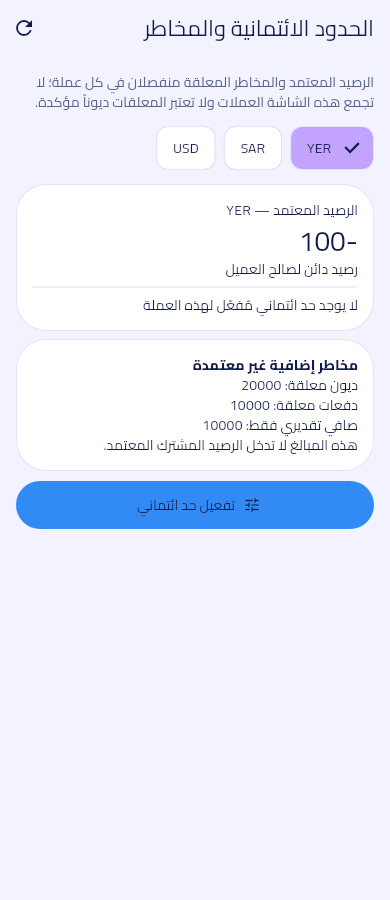 الحدود الائتمانية والمخاطر
الرصيد المعتمد والمخاطر المعلقة منفصلان في كل عملة؛ لا
تجمع هذه الشاشة العملات ولا تعتبر المعلقات ديوناً مؤكدة.
YER
SAR
USD
الرصيد المعتمد — YER
-100
رصيد دائن لصالح العميل
لا يوجد حد ائتماني مُفعّل لهذه العملة
مخاطر إضافية غير معتمدة
ديون معلقة: 20000
دفعات معلقة: 10000
صافي تقديري فقط: 10000
هذه المبالغ لا تدخل الرصيد المشترك المعتمد.
تفعيل حد ائتماني